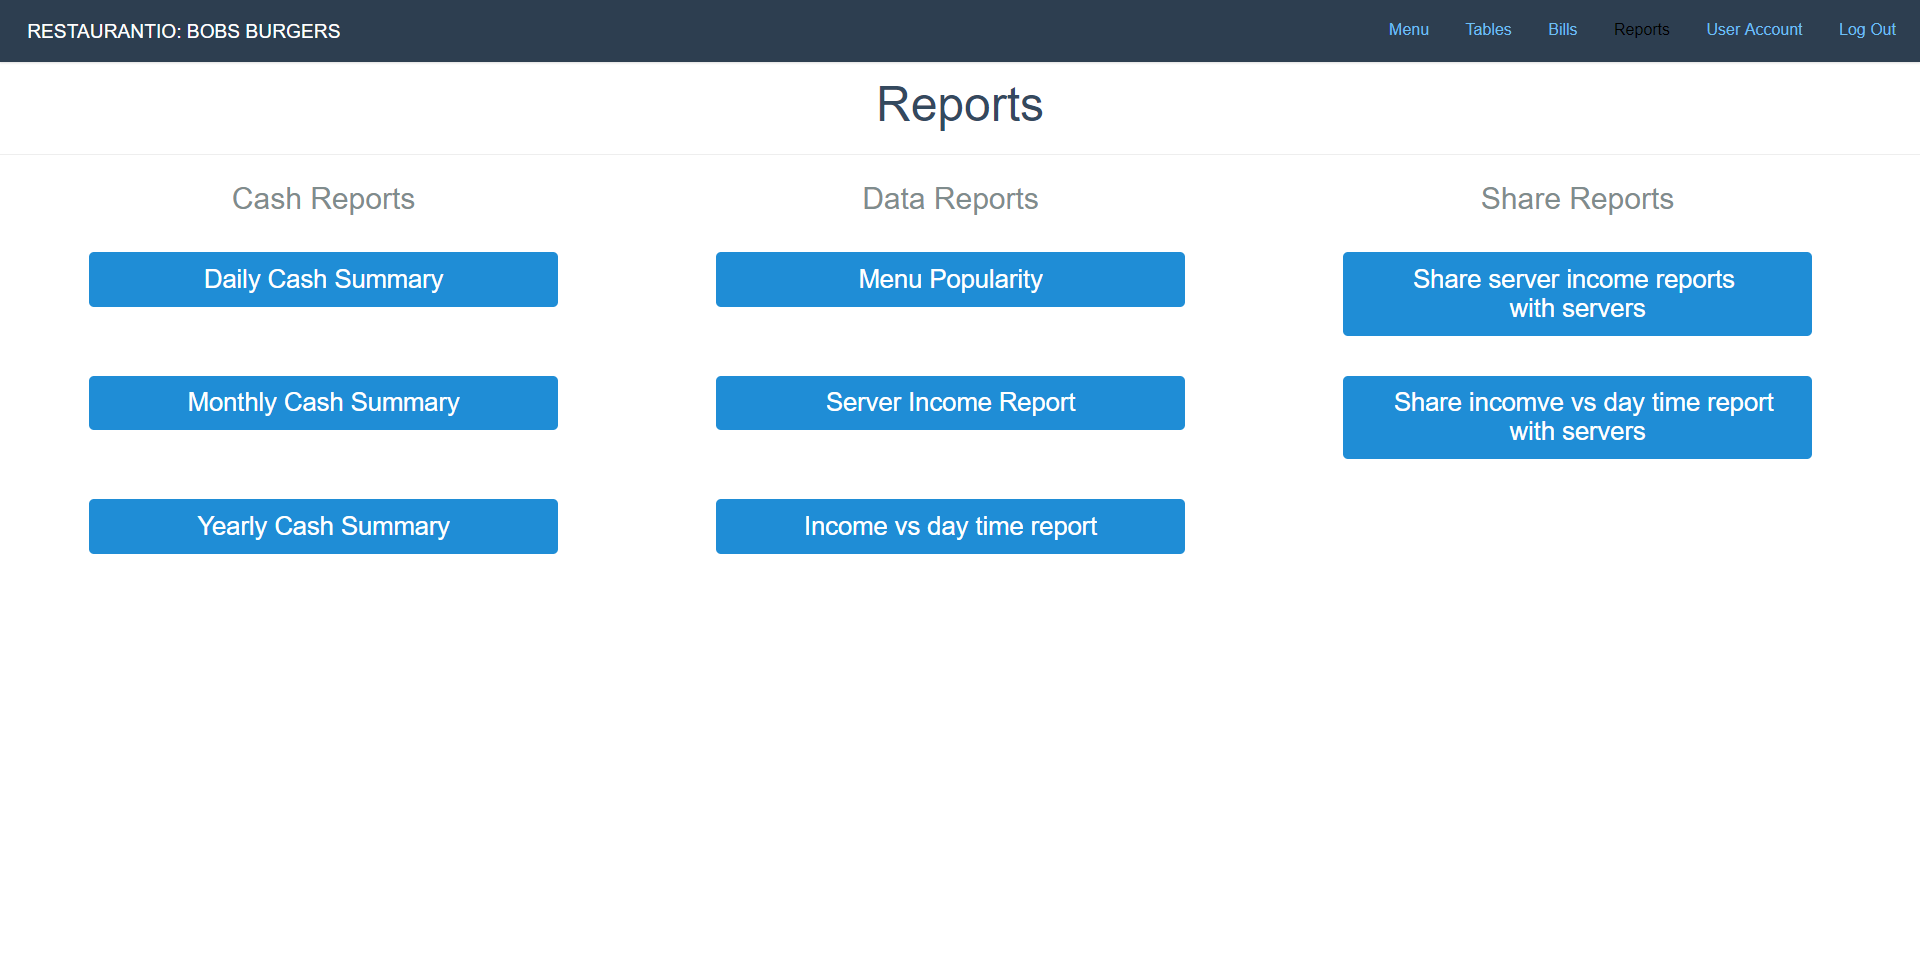 RESTAURANTIO: BOBS BURGERS
Menu
Tables
Bills
Reports
User Account
Log Out
Reports
Cash Reports
Daily Cash Summary
Monthly Cash Summary
Yearly Cash Summary
Data Reports
Menu Popularity
Server Income Report
Income vs day time report
Share Reports
Share server income reports
with servers
Share incomve vs day time report
with servers